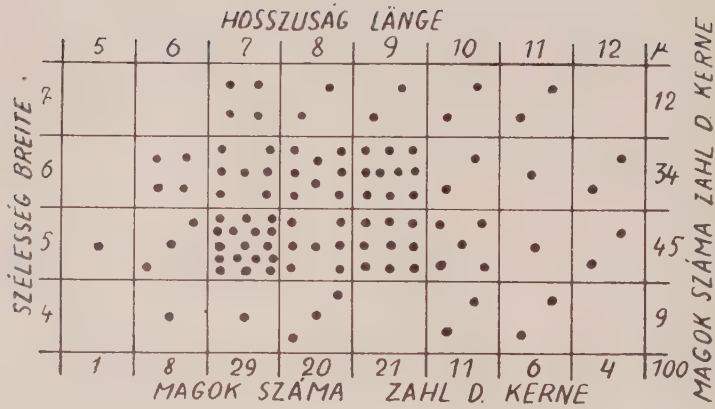 HOSSZUSÁG LÄNGE
5 6 7 8 9 10 11 12 μ
7 12
6 34
5 45
4 9
1 8 29 20 21 11 6 4 100
MAGOK SZÁMA ZAHL D. KERNE
SZÉLESSÉG BREITE.
MAGOK SZÁMA ZAHL D. KERNE